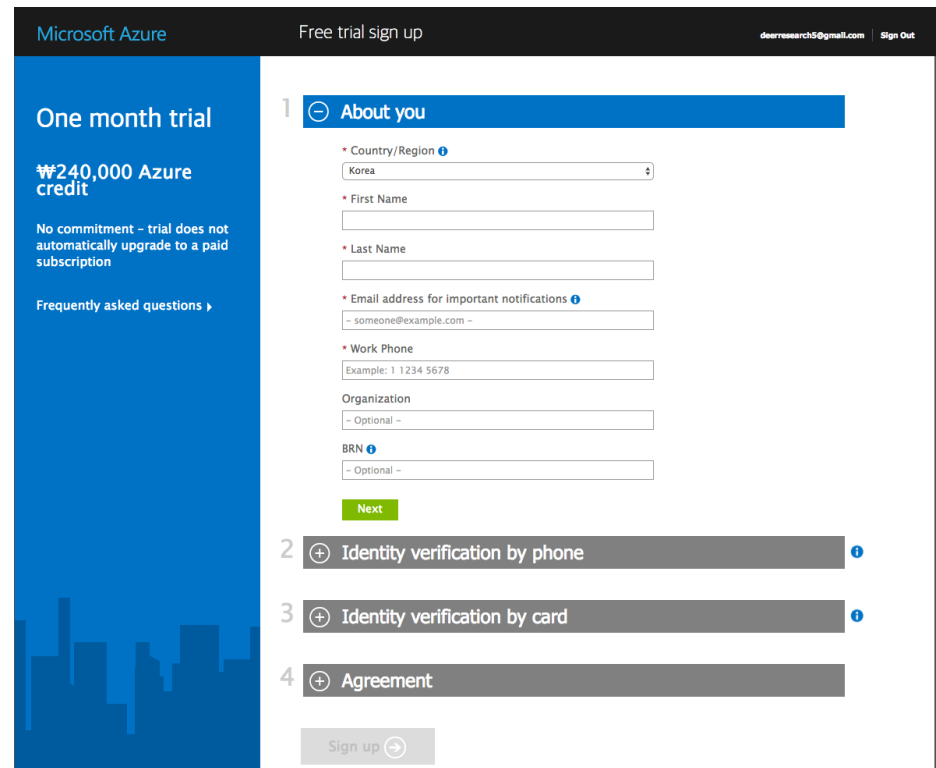 Microsoft Azure
Free trial sign up
deerresearch5@gmail.com
Sign Out
One month trial
₩240,000 Azure
credit
No commitment – trial does not
automatically upgrade to a paid
subscription
Frequently asked questions
1
About you
* Country/Region
Korea
* First Name
* Last Name
* Email address for important notifications
– someone@example.com –
* Work Phone
Example: 1 1234 5678
Organization
– Optional –
BRN
– Optional –
Next
2
Identity verification by phone
3
Identity verification by card
4
Agreement
Sign up